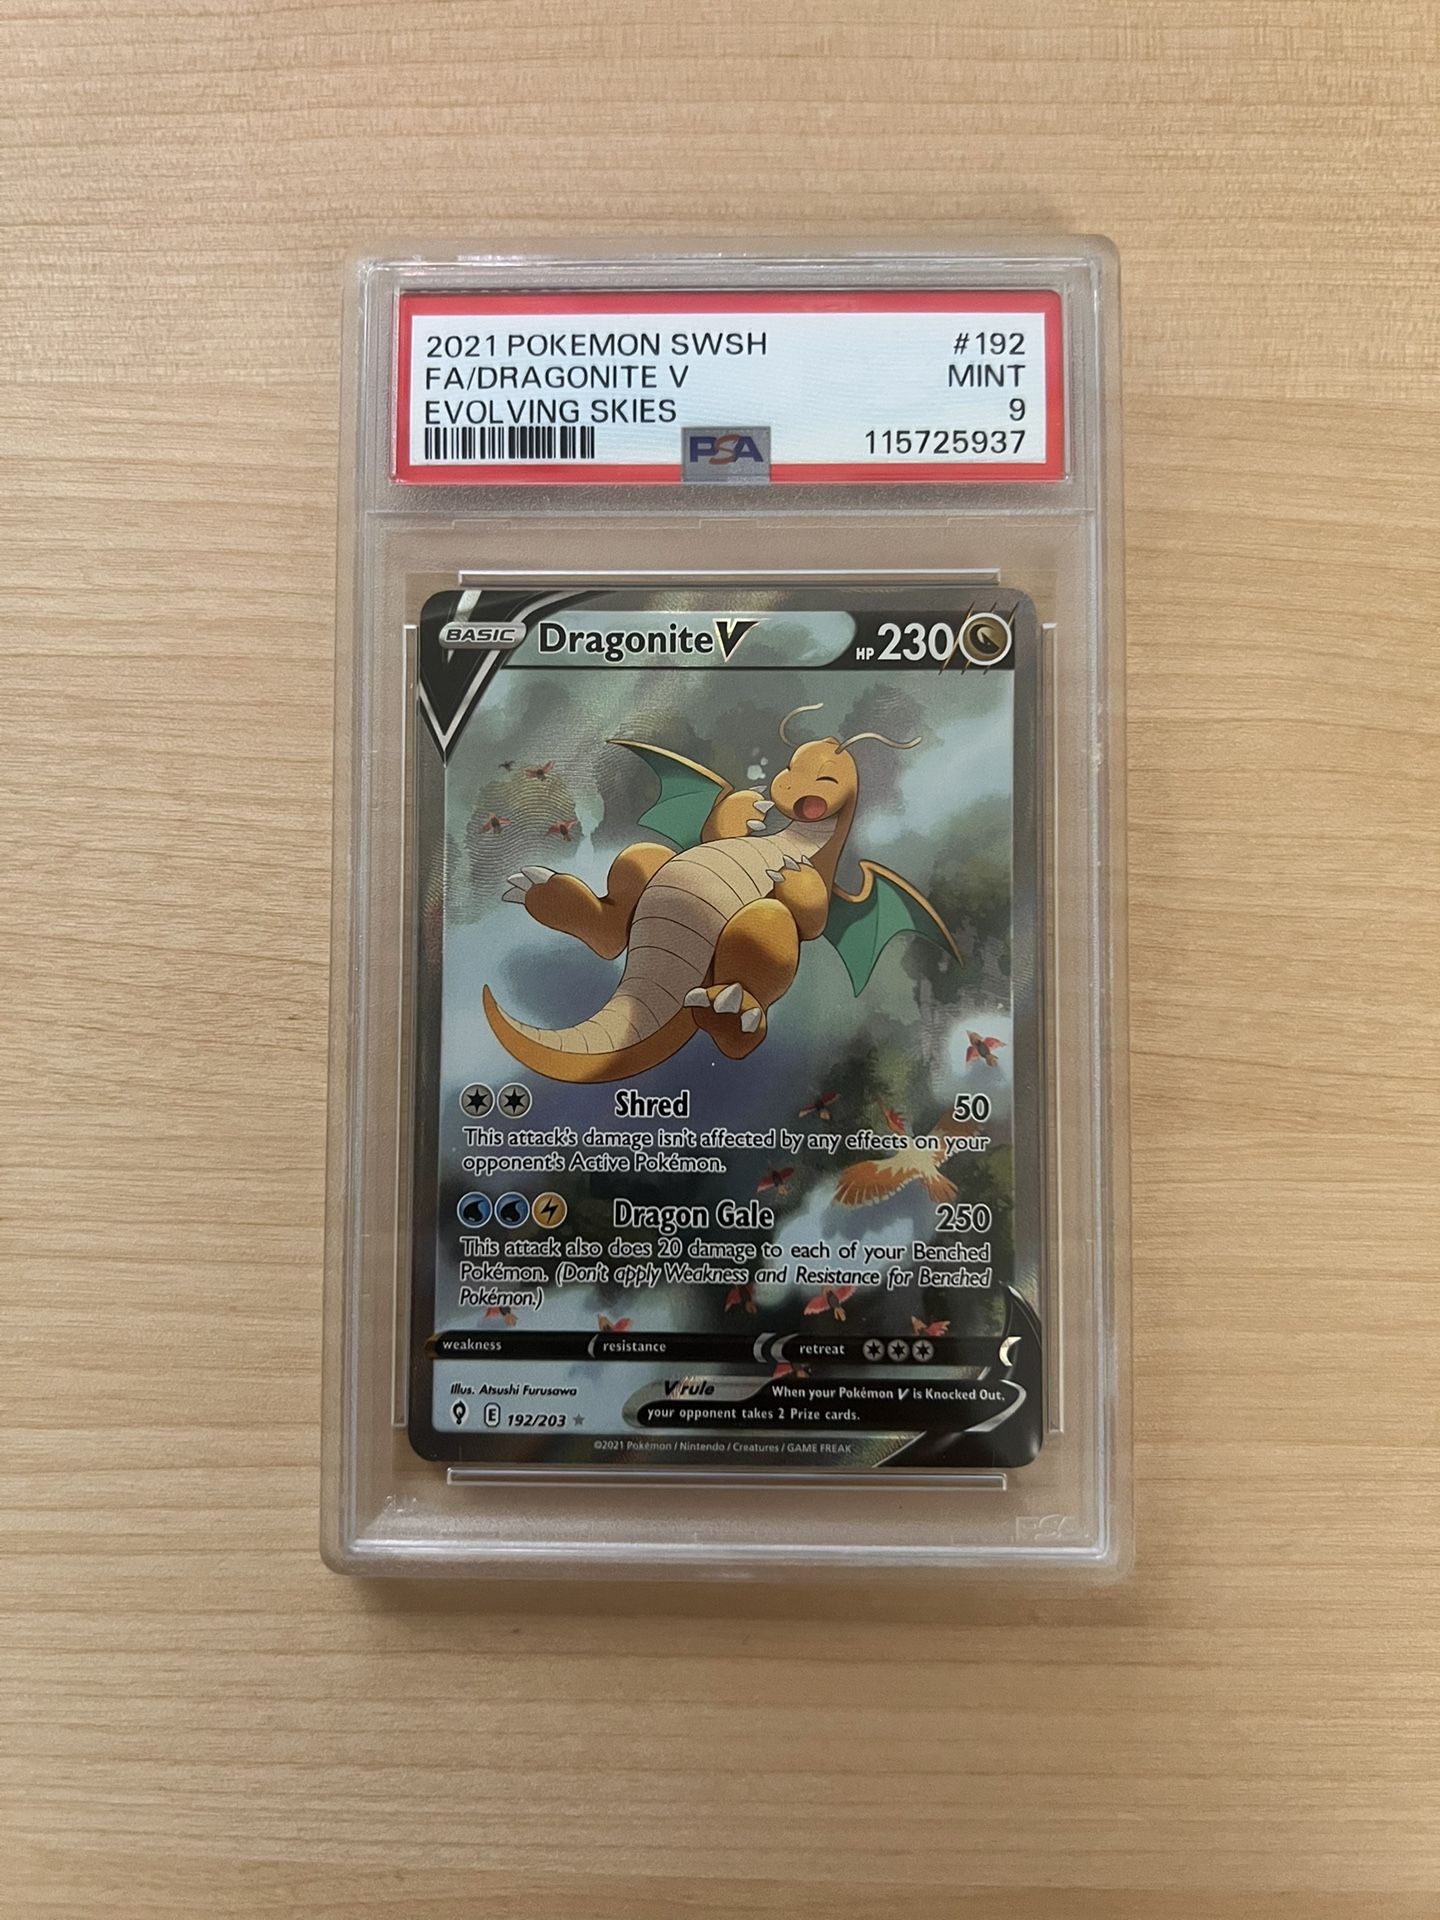 2021 POKEMON SWSH #192
FA/DRAGONITE V MINT
EVOLVING SKIES 9
PSA 115725937
BASIC Dragonite V HP 230
Shred 50
This attack's damage isn't affected by any effects on your
opponent's Active Pokémon.
Dragon Gale 250
This attack also does 20 damage to each of your Benched
Pokémon. (Don't apply Weakness and Resistance for Benched
Pokémon.)
weakness resistance retreat
Illus. Atsushi Furusawa
V rule When your Pokémon V is Knocked Out,
E 192/203 your opponent takes 2 Prize cards.
©2021 Pokémon / Nintendo / Creatures / GAME FREAK
PSA